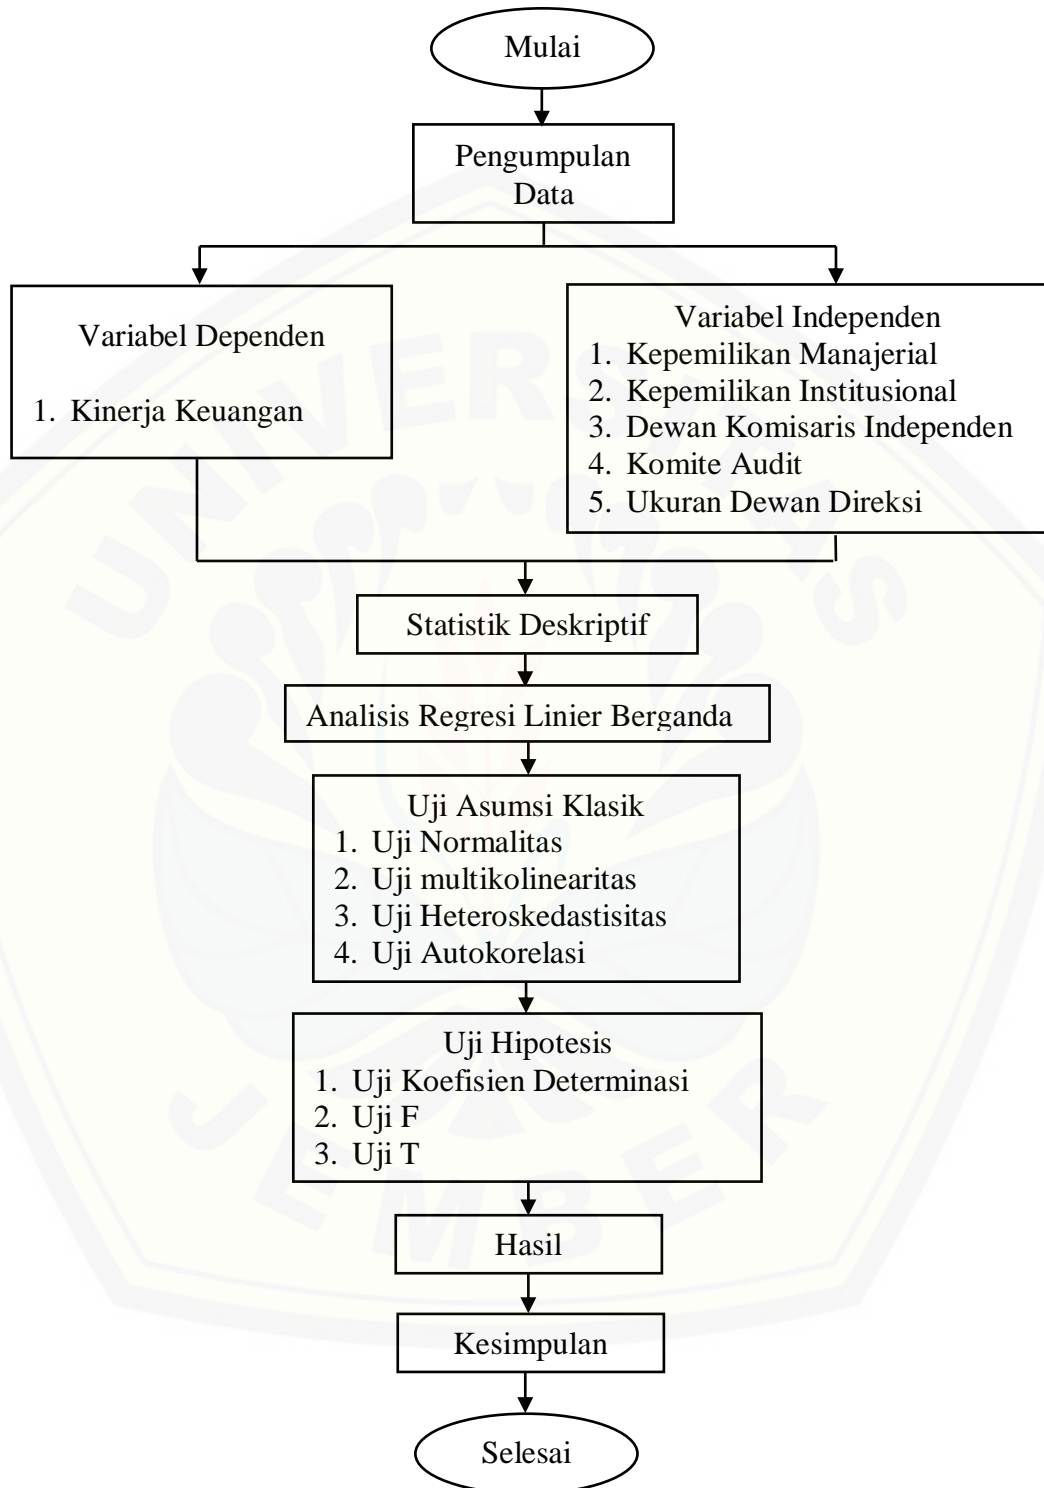 Mulai
Pengumpulan
Data
Variabel Dependen
1. Kinerja Keuangan
Variabel Independen
1. Kepemilikan Manajerial
2. Kepemilikan Institusional
3. Dewan Komisaris Independen
4. Komite Audit
5. Ukuran Dewan Direksi
Statistik Deskriptif
Analisis Regresi Linier Berganda
Uji Asumsi Klasik
1. Uji Normalitas
2. Uji multikolinearitas
3. Uji Heteroskedastisitas
4. Uji Autokorelasi
Uji Hipotesis
1. Uji Koefisien Determinasi
2. Uji F
3. Uji T
Hasil
Kesimpulan
Selesai
UNIVERSITAS
JEMBER